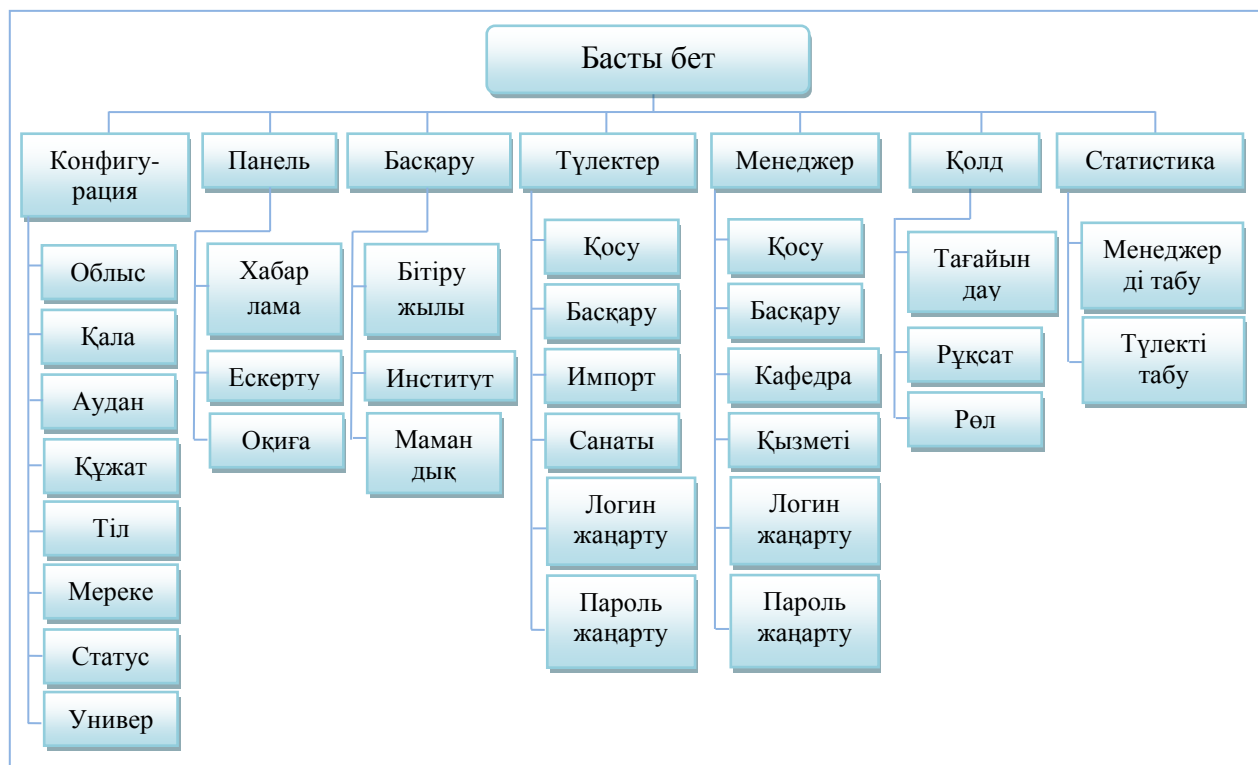 Басты бет
Конфигу-
рация
Облыс
Қала
Аудан
Құжат
Тіл
Мереке
Статус
Универ
Панель
Хабар
лама
Ескерту
Оқиға
Басқару
Бітіру
жылы
Институт
Маман
дық
Түлектер
Қосу
Басқару
Импорт
Санаты
Логин
жаңарту
Пароль
жаңарту
Менеджер
Қосу
Басқару
Кафедра
Қызметі
Логин
жаңарту
Пароль
жаңарту
Қолд
Тағайын
дау
Рұқсат
Рөл
Статистика
Менеджер
ді табу
Түлекті
табу